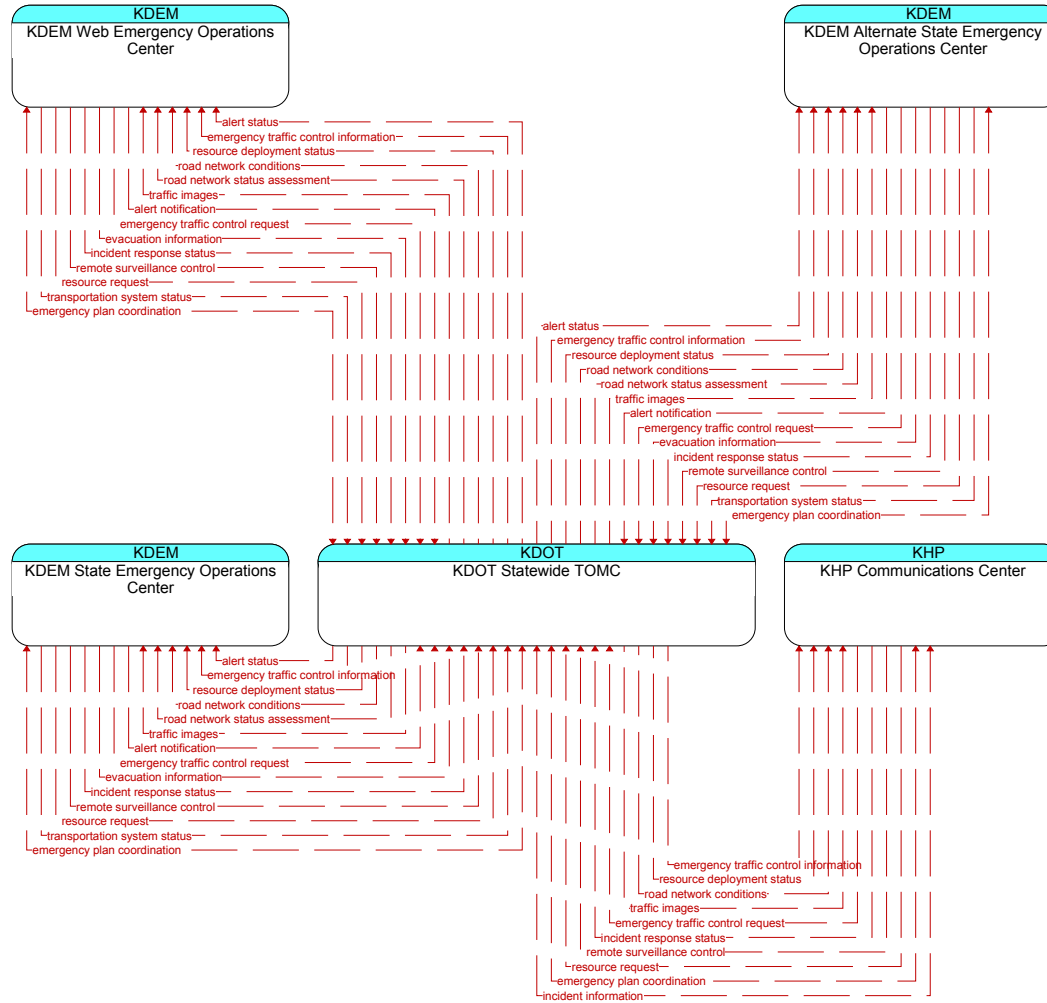 KDEM
KDEM Web Emergency Operations
Center
KDEM
KDEM Alternate State Emergency
Operations Center
alert status
emergency traffic control information
resource deployment status
road network conditions
road network status assessment
traffic images
alert notification
emergency traffic control request
evacuation information
incident response status
remote surveillance control
resource request
transportation system status
emergency plan coordination
alert status
emergency traffic control information
resource deployment status
road network conditions
road network status assessment
traffic images
alert notification
emergency traffic control request
evacuation information
incident response status
remote surveillance control
resource request
transportation system status
emergency plan coordination
KDEM
KDEM State Emergency Operations
Center
KDOT
KDOT Statewide TOMC
KHP
KHP Communications Center
alert status
emergency traffic control information
resource deployment status
road network conditions
road network status assessment
traffic images
alert notification
emergency traffic control request
evacuation information
incident response status
remote surveillance control
resource request
transportation system status
emergency plan coordination
emergency traffic control information
resource deployment status
road network conditions
traffic images
emergency traffic control request
incident response status
remote surveillance control
resource request
emergency plan coordination
incident information